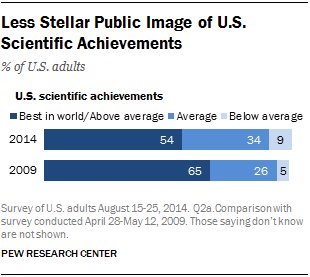 Less Stellar Public Image of U.S.
Scientific Achievements
% of U.S. adults
U.S. scientific achievements
Best in world/Above average Average Below average
2014 54 34 9
2009 65 26 5
Survey of U.S. adults August 15-25, 2014. Q2a.Comparison with
survey conducted April 28-May 12, 2009. Those saying don't know
are not shown.
PEW RESEARCH CENTER